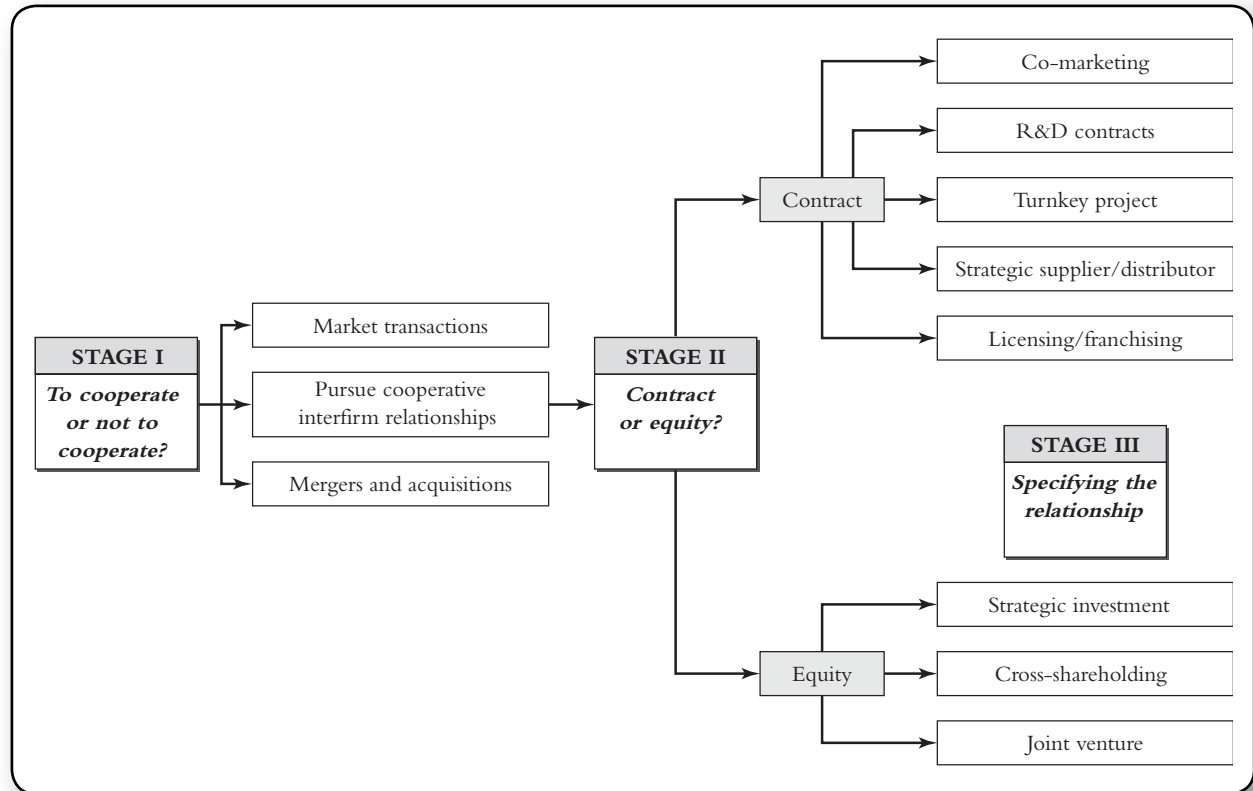 STAGE I
To cooperate
or not to
cooperate?
Market transactions
Pursue cooperative
interfirm relationships
Mergers and acquisitions
STAGE II
Contract
or equity?
Contract
Co-marketing
R&D contracts
Turnkey project
Strategic supplier/distributor
Licensing/franchising
STAGE III
Specifying the
relationship
Equity
Strategic investment
Cross-shareholding
Joint venture